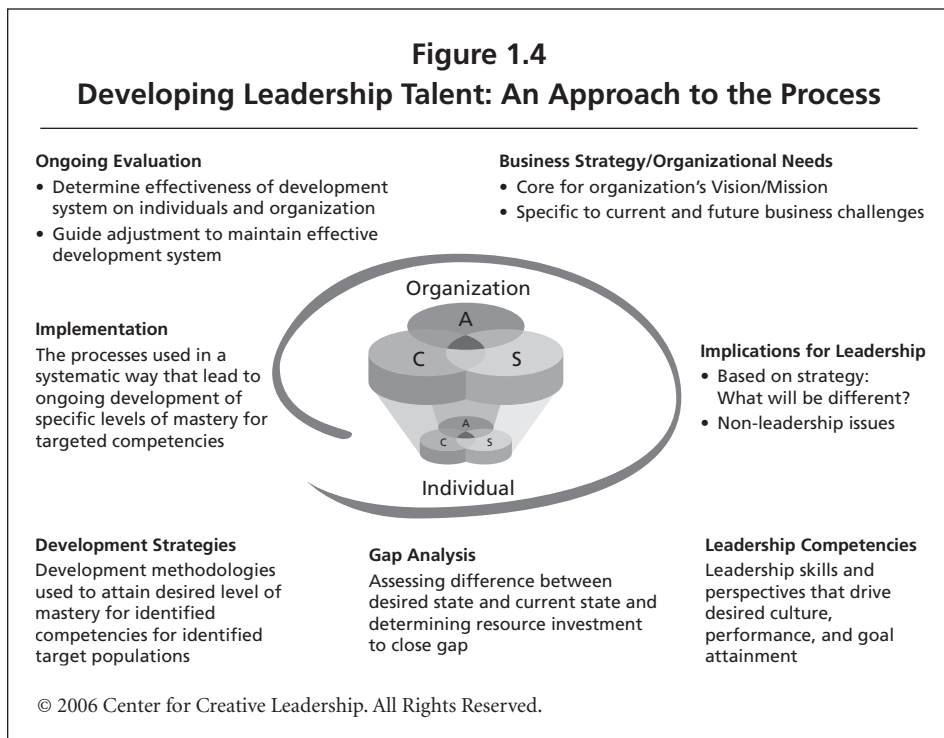 Figure 1.4
Developing Leadership Talent: An Approach to the Process
Ongoing Evaluation
• Determine effectiveness of development
system on individuals and organization
• Guide adjustment to maintain effective
development system
Business Strategy/Organizational Needs
• Core for organization's Vision/Mission
• Specific to current and future business challenges
Organization
A
C S
A
C S
Individual
Implementation
The processes used in a
systematic way that lead to
ongoing development of
specific levels of mastery for
targeted competencies
Implications for Leadership
• Based on strategy:
What will be different?
• Non-leadership issues
Development Strategies
Development methodologies
used to attain desired level of
mastery for identified
competencies for identified
target populations
Gap Analysis
Assessing difference between
desired state and current state and
determining resource investment
to close gap
Leadership Competencies
Leadership skills and
perspectives that drive
desired culture,
performance, and goal
attainment
© 2006 Center for Creative Leadership. All Rights Reserved.